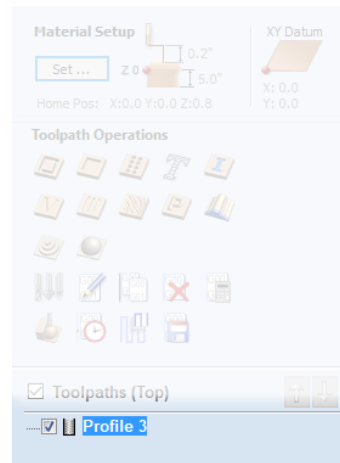 Material Setup
XY Datum
0.2"
Set ...
Z 0
5.0"
X: 0.0
Home Pos: X:0.0 Y:0.0 Z:0.8
Y: 0.0
Toolpath Operations
Toolpaths (Top)
Profile 3